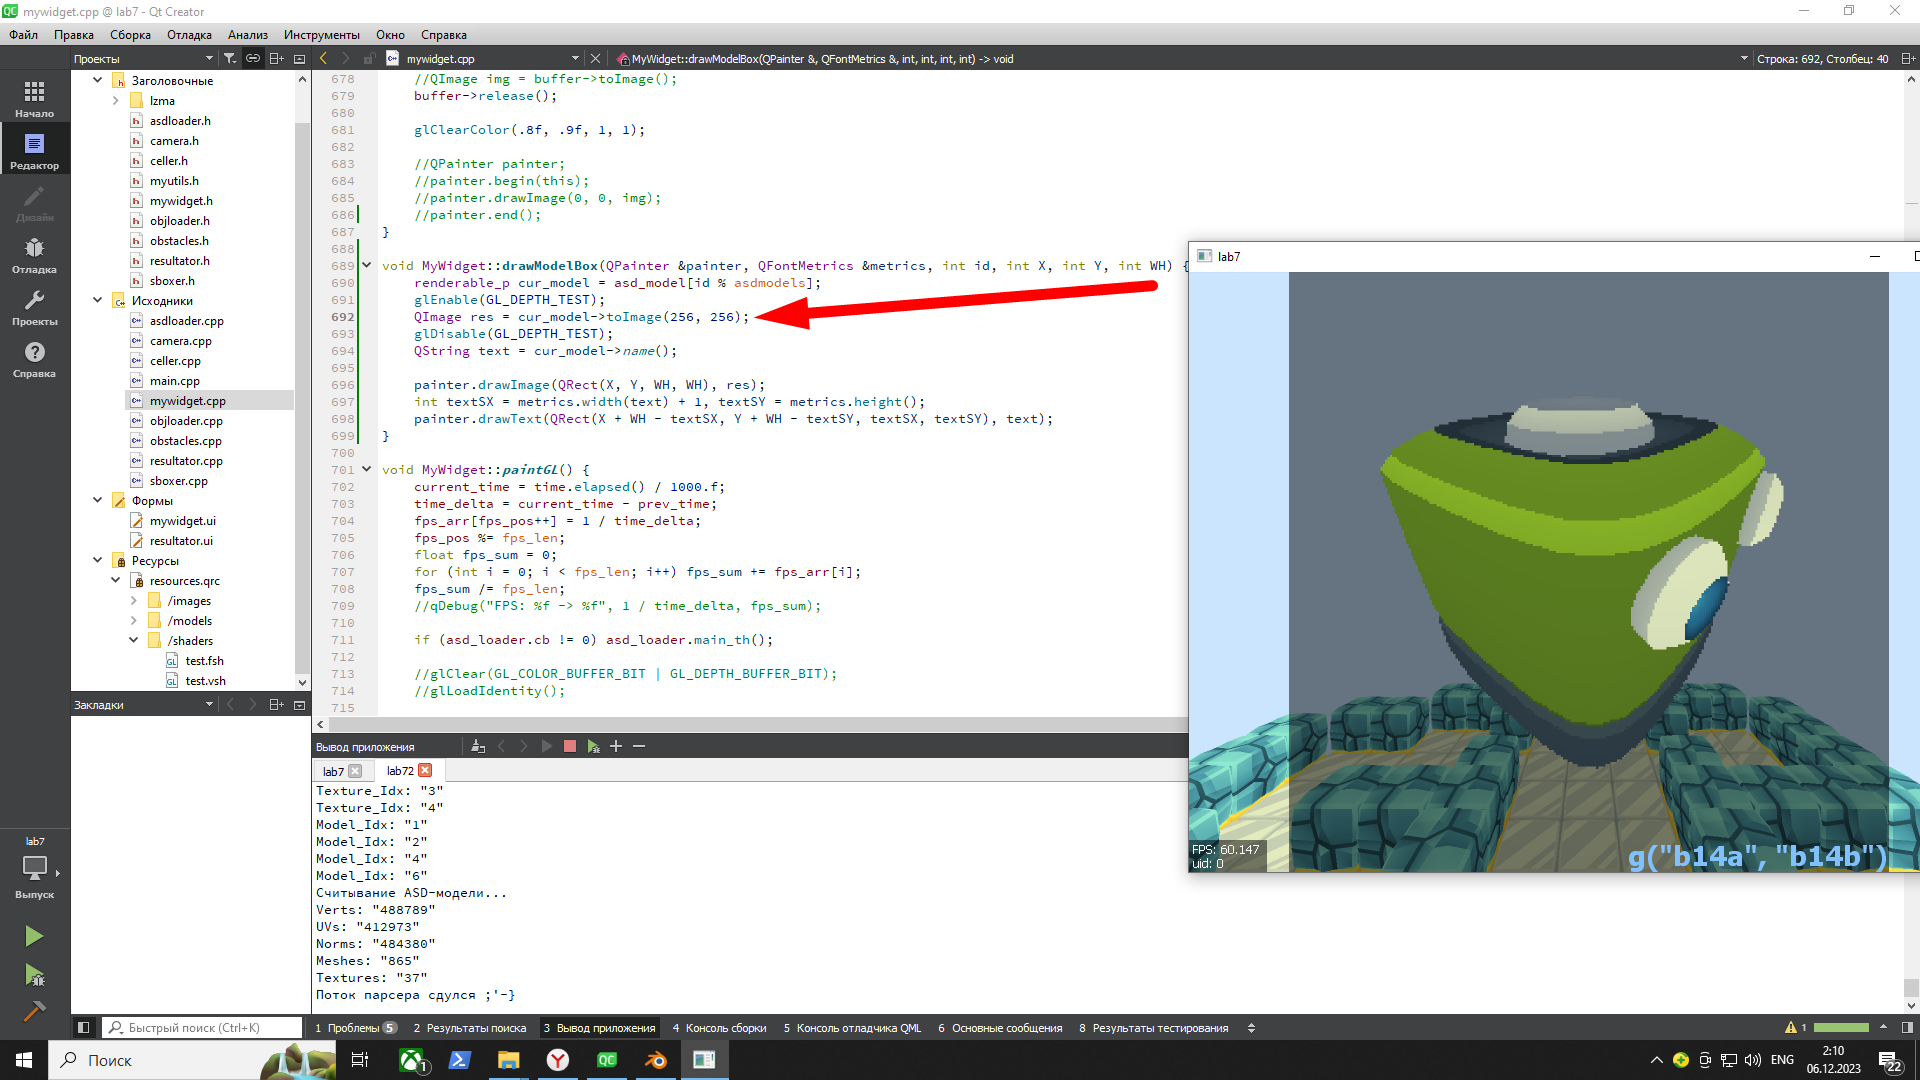 mywidget.cpp @ lab7 - Qt Creator
Файл Правка Сборка Отладка Анализ Инструменты Окно Справка
Проекты
mywidget.cpp
MyWidget::drawModelBox(QPainter &, QFontMetrics &, int, int, int, int) -> void
Строка: 692, Столбец: 40
Начало
Редактор
Дизайн
Отладка
Проекты
Справка
lab7
Выпуск
Заголовочные
lzma
asdloader.h
camera.h
celler.h
myutils.h
mywidget.h
objloader.h
obstacles.h
resultator.h
sboxer.h
Исходники
asdloader.cpp
camera.cpp
celler.cpp
main.cpp
mywidget.cpp
objloader.cpp
obstacles.cpp
resultator.cpp
sboxer.cpp
Формы
mywidget.ui
resultator.ui
Ресурсы
resources.qrc
/images
/models
/shaders
test.fsh
test.vsh
Закладки
678 //QImage img = buffer->toImage();
679 buffer->release();
680
681 glClearColor(.8f, .9f, 1, 1);
682
683 //QPainter painter;
684 //painter.begin(this);
685 //painter.drawImage(0, 0, img);
686 //painter.end();
687 }
688
689 void MyWidget::drawModelBox(QPainter &painter, QFontMetrics &metrics, int id, int X, int Y, int WH) {
690 renderable_p cur_model = asd_model[id % asdmodels];
691 glEnable(GL_DEPTH_TEST);
692 QImage res = cur_model->toImage(256, 256);
693 glDisable(GL_DEPTH_TEST);
694 QString text = cur_model->name();
695
696 painter.drawImage(QRect(X, Y, WH, WH), res);
697 int textSX = metrics.width(text) + 1, textSY = metrics.height();
698 painter.drawText(QRect(X + WH - textSX, Y + WH - textSY, textSX, textSY), text);
699 }
700
701 void MyWidget::paintGL() {
702 current_time = time.elapsed() / 1000.f;
703 time_delta = current_time - prev_time;
704 fps_arr[fps_pos++] = 1 / time_delta;
705 fps_pos %= fps_len;
706 float fps_sum = 0;
707 for (int i = 0; i < fps_len; i++) fps_sum += fps_arr[i];
708 fps_sum /= fps_len;
709 //qDebug("FPS: %f -> %f", 1 / time_delta, fps_sum);
710
711 if (asd_loader.cb != 0) asd_loader.main_th();
712
713 //glClear(GL_COLOR_BUFFER_BIT | GL_DEPTH_BUFFER_BIT);
714 //glLoadIdentity();
715
lab7
FPS: 60.147
uid: 0
g("b14a", "b14b")
Вывод приложения
lab7 lab72
Texture_Idx: "3"
Texture_Idx: "4"
Model_Idx: "1"
Model_Idx: "2"
Model_Idx: "4"
Model_Idx: "6"
Считывание ASD-модели...
Verts: "488789"
UVs: "412973"
Norms: "484380"
Meshes: "865"
Textures: "37"
Поток парсера сдулся ;'-}
Быстрый поиск (Ctrl+K)
1 Проблемы 5 2 Результаты поиска 3 Вывод приложения 4 Консоль сборки 5 Консоль отладчика QML 6 Основные сообщения 8 Результаты тестирования
1
Поиск
1
QC
ENG
2:10
06.12.2023
22